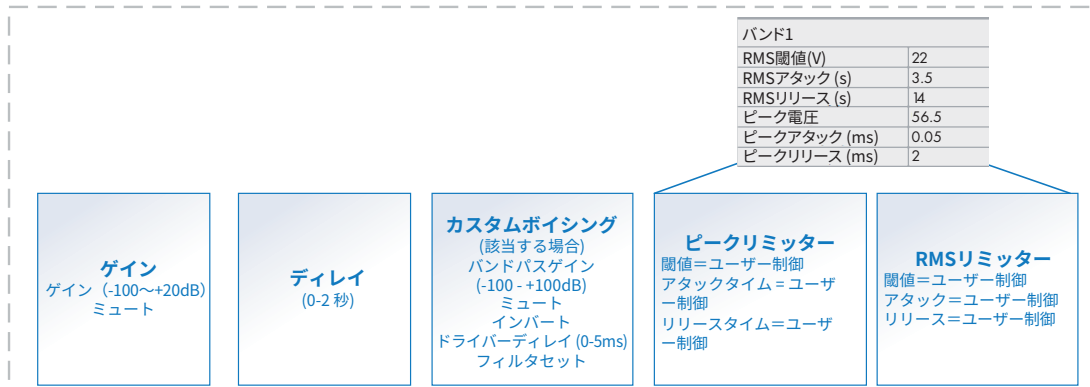 バンド1
RMS閾値(V) 22
RMSアタック (s) 3.5
RMSリリース (s) 14
ピーク電圧 56.5
ピークアタック (ms) 0.05
ピークリリース (ms) 2
ゲイン
ゲイン（-100～+20dB）
ミュート
ディレイ
(0-2 秒)
カスタムボイシング
(該当する場合)
バンドパスゲイン
(-100 - +100dB)
ミュート
インバート
ドライバーディレイ (0-5ms)
フィルタセット
ピークリミッター
閾値＝ユーザー制御
アタックタイム = ユーザ
ー制御
リリースタイム＝ユーザ
ー制御
RMSリミッター
閾値＝ユーザー制御
アタック＝ユーザー制御
リリース＝ユーザー制御